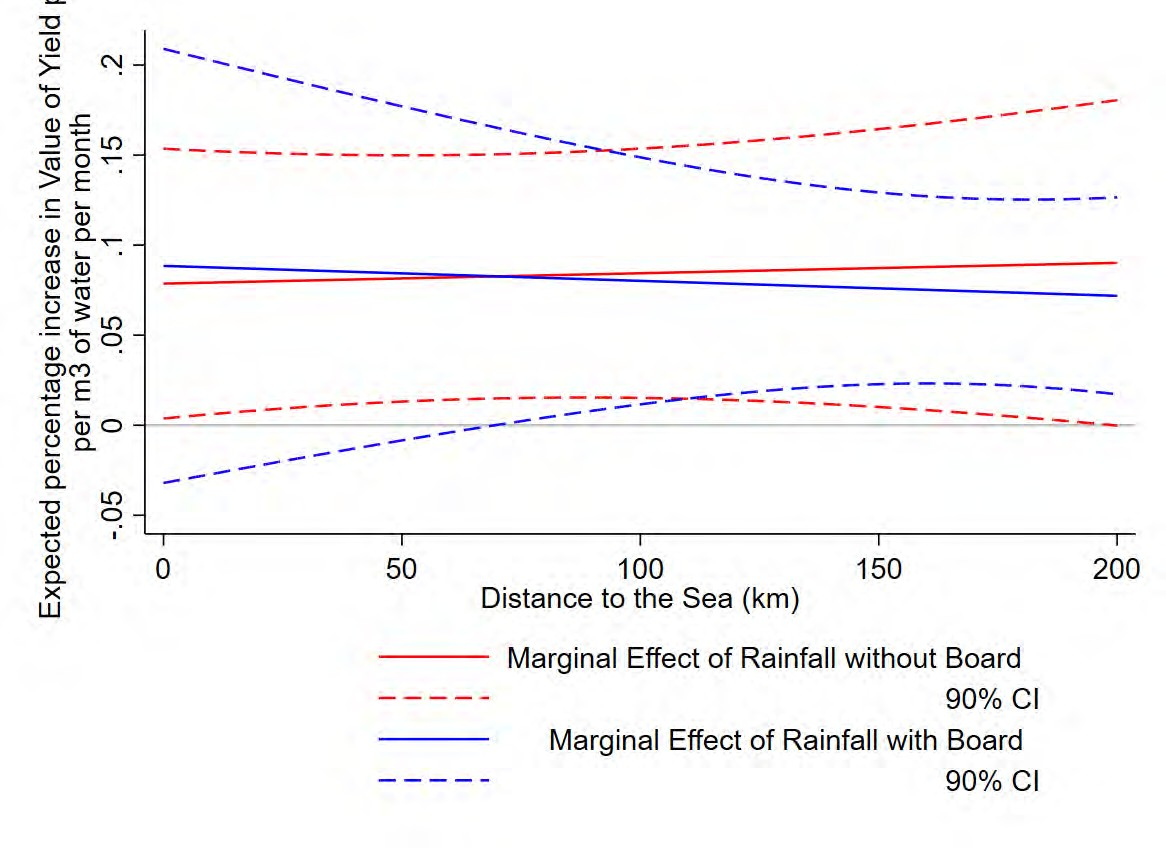 Expected percentage increase in Value of Yield
per m3 of water per month
.2
.15
.1
.05
0
-.05
0 50 100 150 200
Distance to the Sea (km)
Marginal Effect of Rainfall without Board
90% CI
Marginal Effect of Rainfall with Board
90% CI